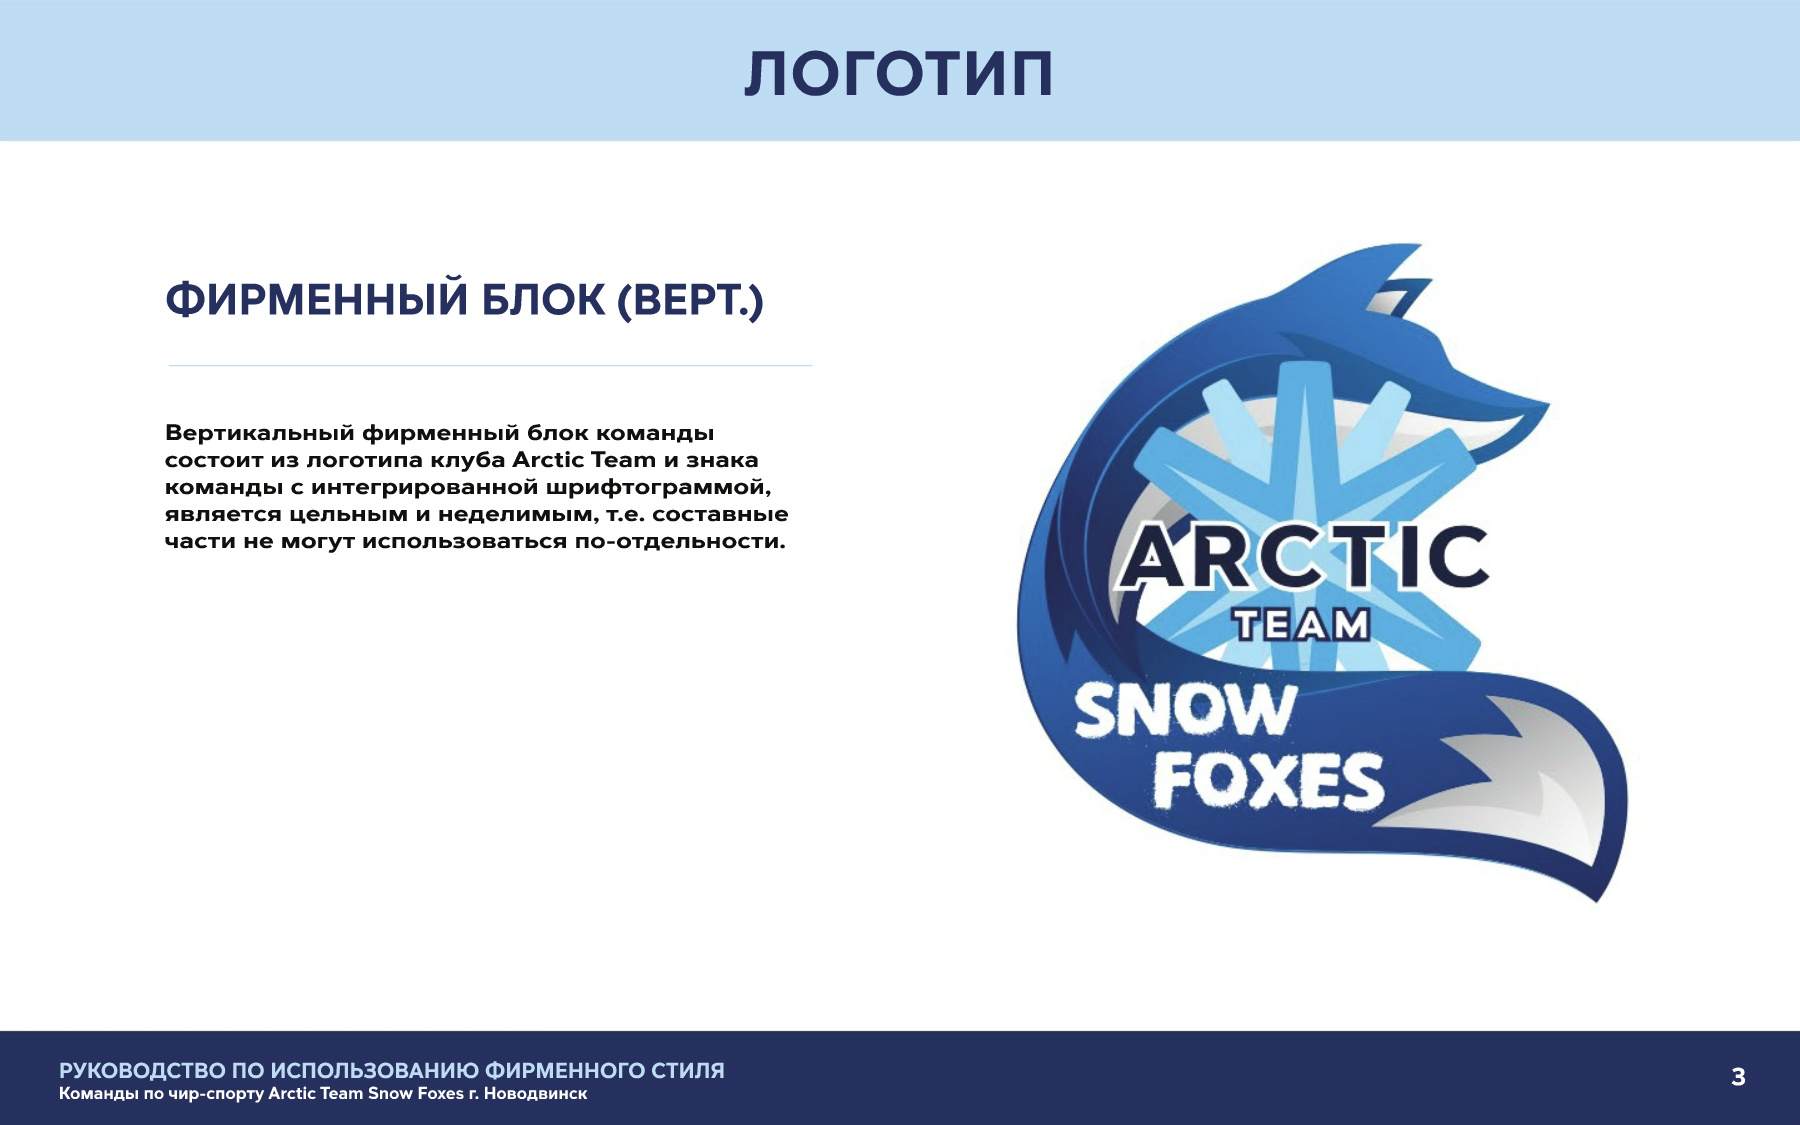 ЛОГОТИП
ФИРМЕННЫЙ БЛОК (ВЕРТ.)
Вертикальный фирменный блок команды
состоит из логотипа клуба Arctic Team и знака
команды с интегрированной шрифтограммой,
является цельным и неделимым, т.е. составные
части не могут использоваться по-отдельности.
ARCTIC
TEAM
SNOW
FOXES
РУКОВОДСТВО ПО ИСПОЛЬЗОВАНИЮ ФИРМЕННОГО СТИЛЯ
Команды по чир-спорту Arctic Team Snow Foxes г. Новодвинск
3